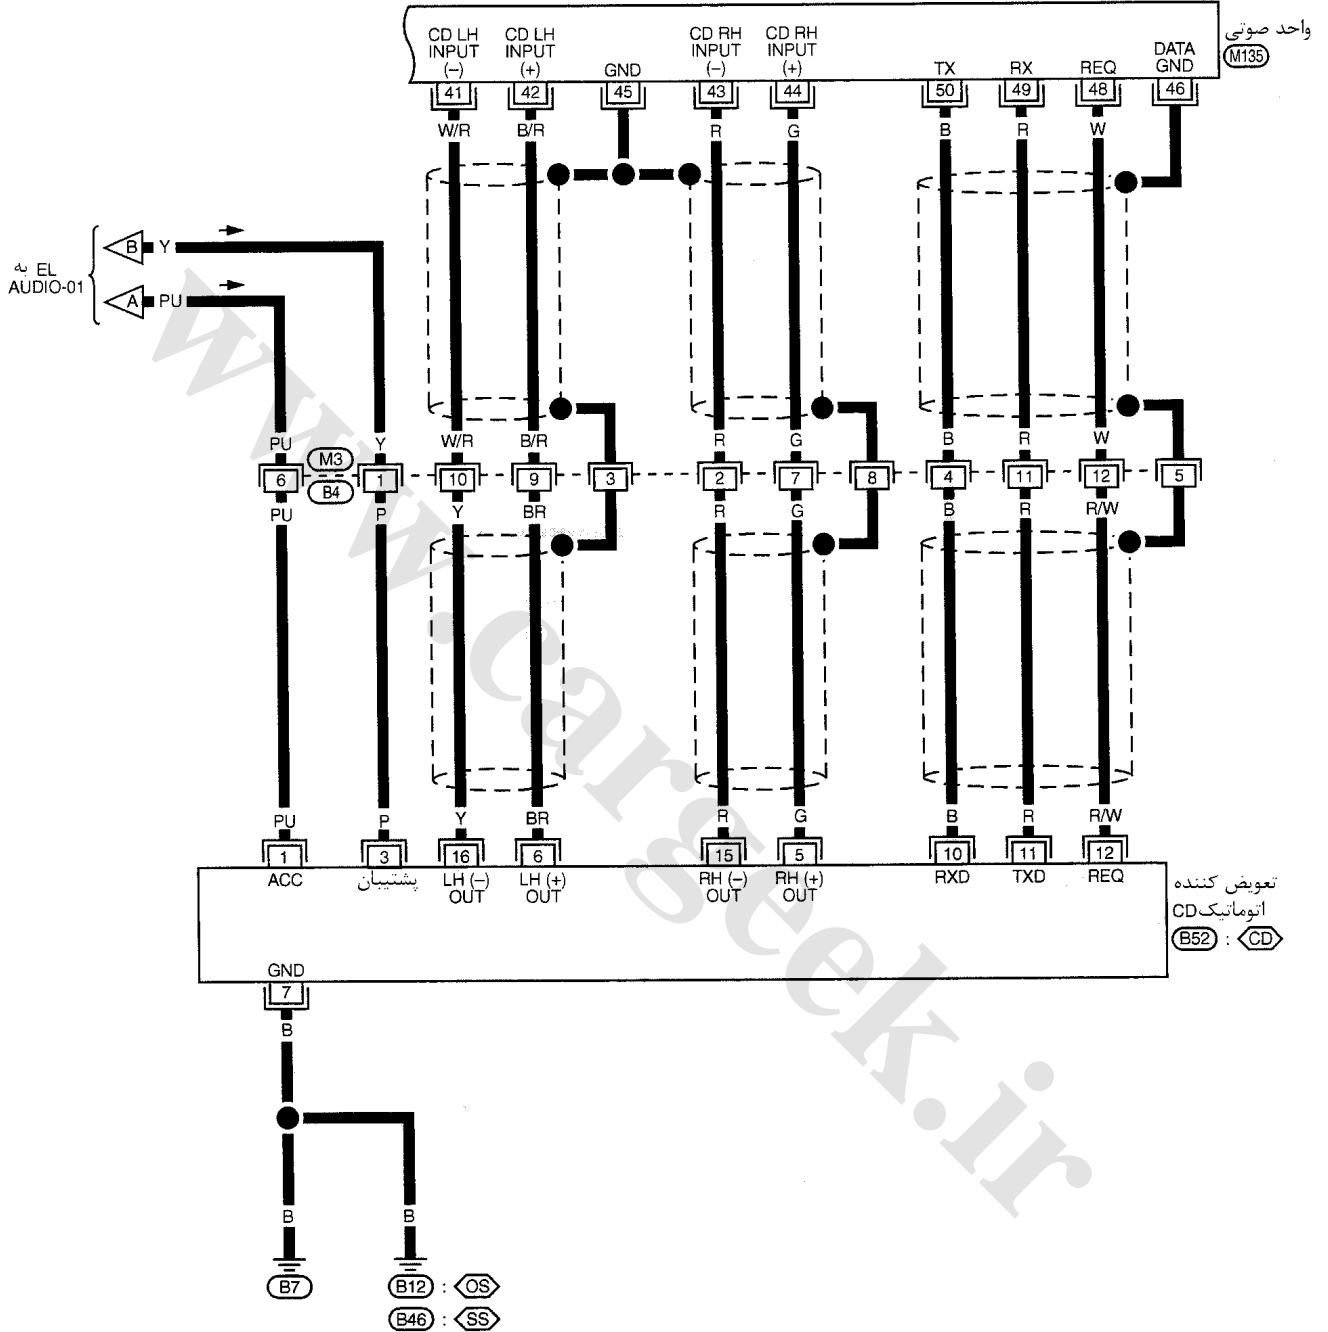 CD LH INPUT (–)
CD LH INPUT (+)
GND
CD RH INPUT (–)
CD RH INPUT (+)
TX
RX
REQ
DATA GND
واحد صوتی
M135
41 42 45 43 44 50 49 48 46
W/R B/R R G B R W
B Y
به EL
AUDIO-01
A PU
PU Y W/R B/R R G B R W
M3
6 1 10 9 3 2 7 8 4 11 12 5
B4
PU P Y BR R G B R R/W
PU P Y BR R G B R R/W
1 3 16 6 15 5 10 11 12
ACC
پشتیبان
LH (–) OUT
LH (+) OUT
RH (–) OUT
RH (+) OUT
RXD
TXD
REQ
تعویض کننده
اتوماتیک CD
B52 : CD
GND
7
B
B B
B7
B12 : OS
B46 : SS
www.cargeek.ir